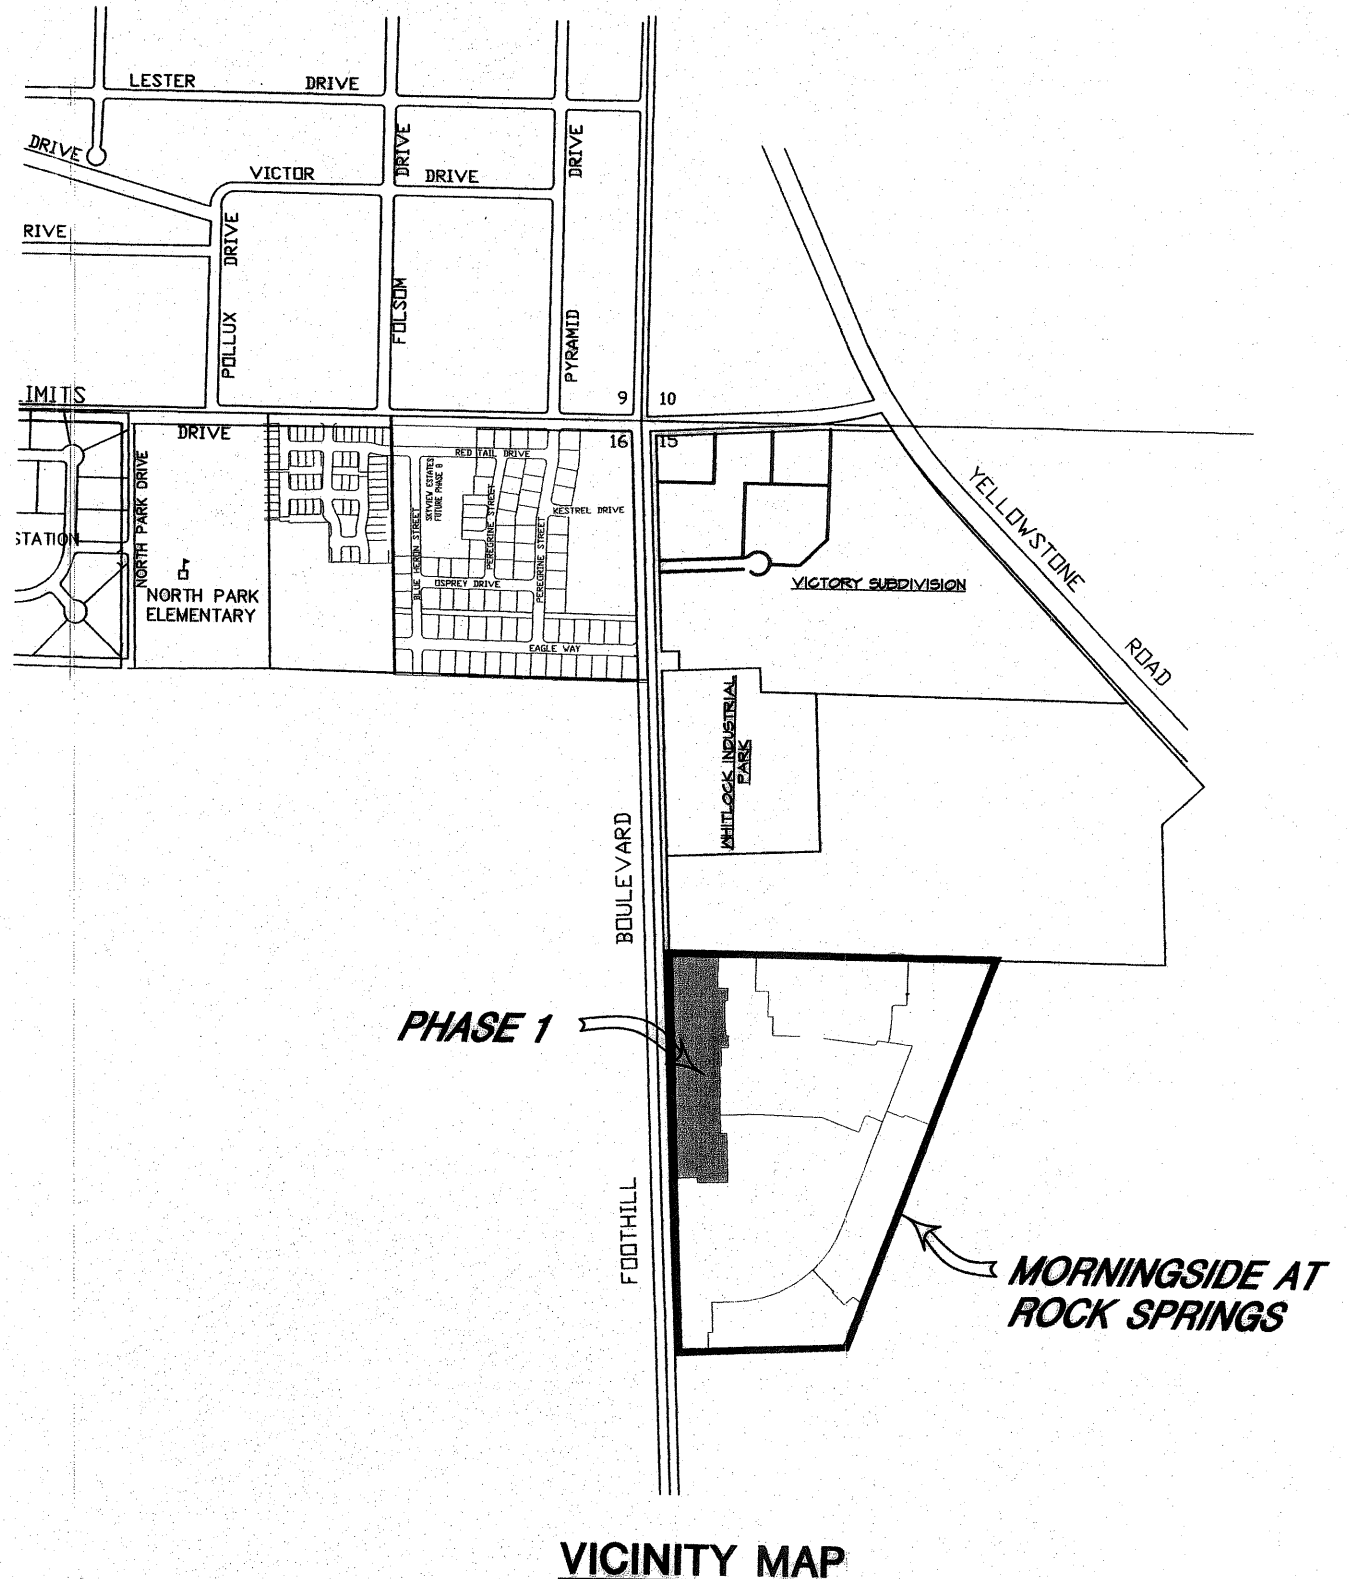 LESTER DRIVE
DRIVE
VICTOR DRIVE
DRIVE
DRIVE
RIVE
POLLUX DRIVE
FOLSOM
PYRAMID
IMITS
9 10
16 15
DRIVE
NORTH PARK DRIVE
STATION
NORTH PARK
ELEMENTARY
RED TAIL DRIVE
SKYVIEW ESTATES
FUTURE PHASE 8
KESTREL DRIVE
BLUE HERON STREET
PEREGRINE STREET
PEREGRINE STREET
OSPREY DRIVE
EAGLE WAY
VICTORY SUBDIVISION
YELLOWSTONE
ROAD
WHITLOCK INDUSTRIAL
PARK
BOULEVARD
PHASE 1
FOOTHILL
MORNINGSIDE AT
ROCK SPRINGS
VICINITY MAP